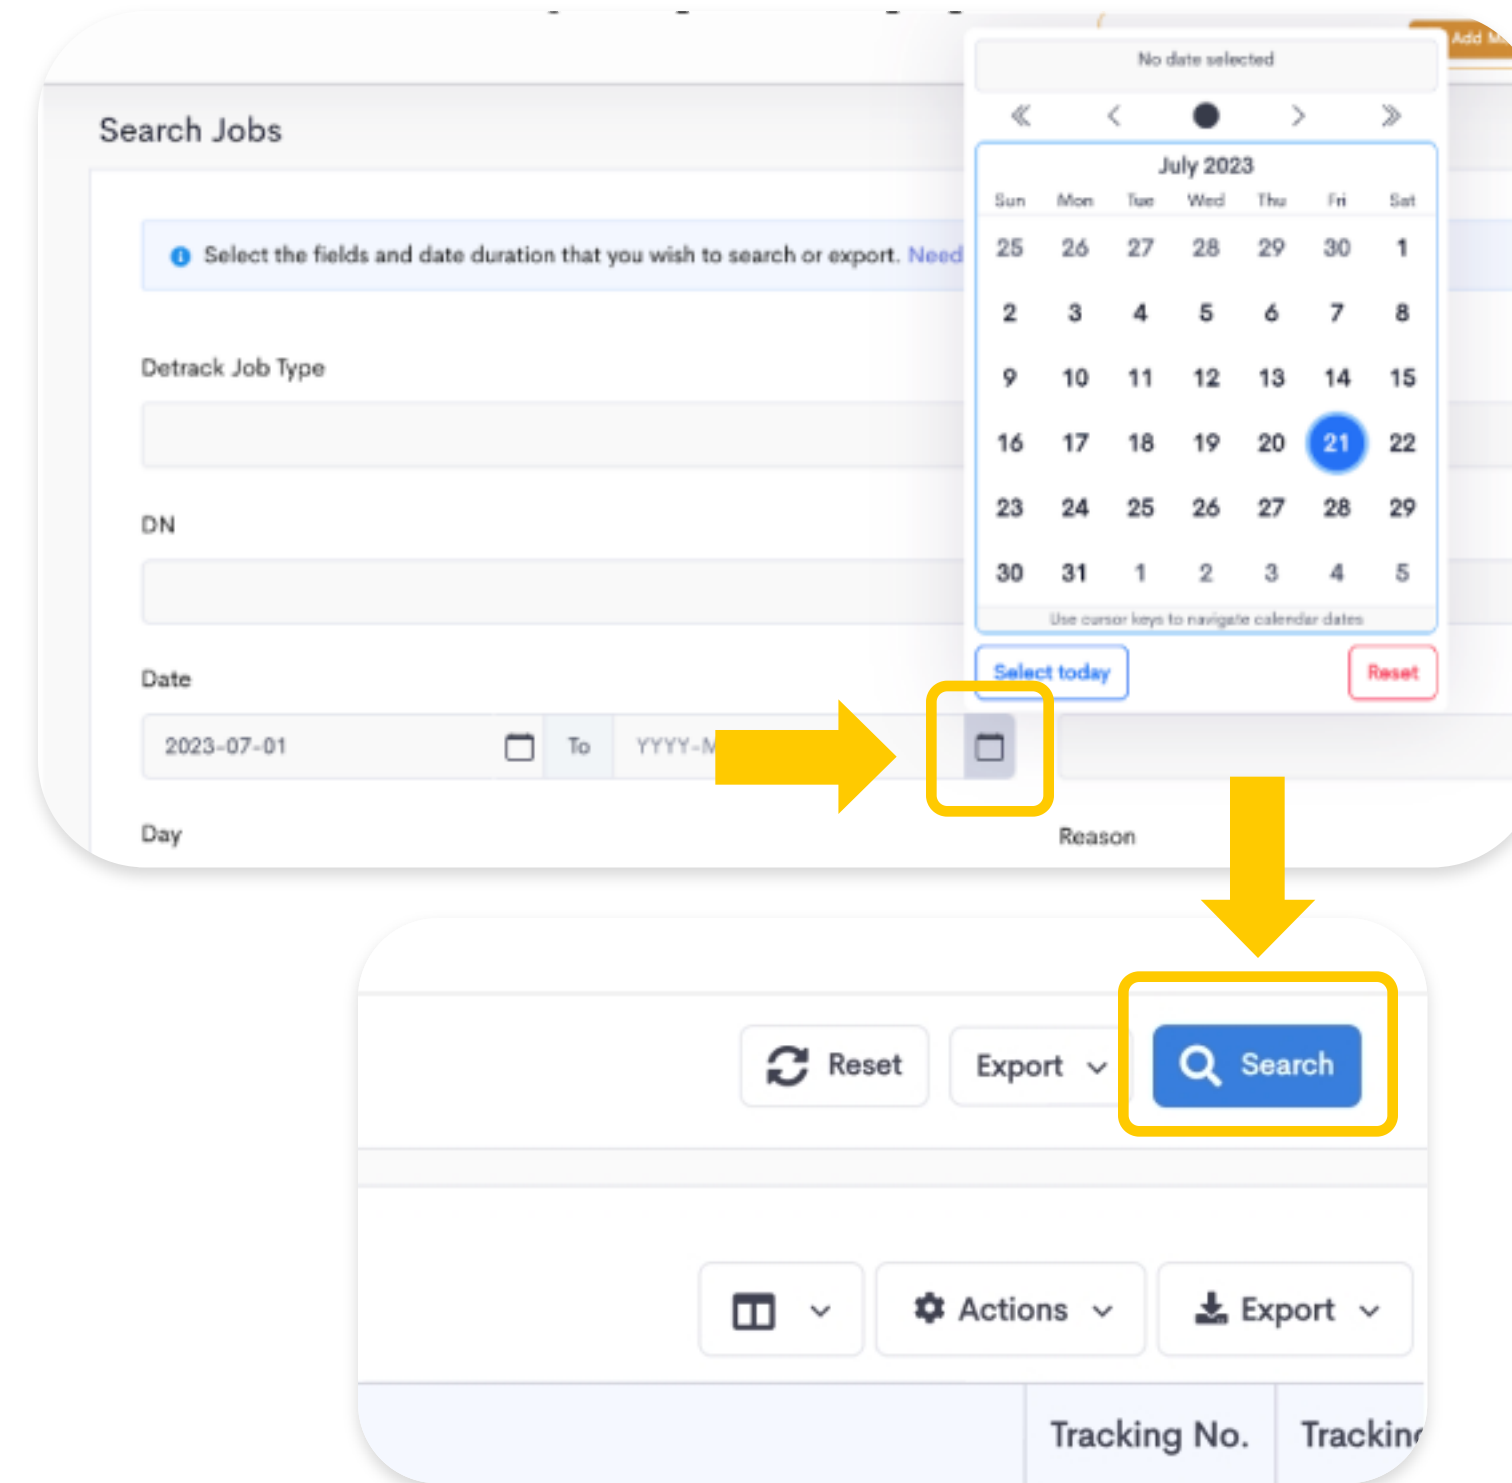 Add
No date selected
Search Jobs
July 2023
Sun Mon Tue Wed Thu Fri Sat
Select the fields and date duration that you wish to search or export. Need
25 26 27 28 29 30 1
2 3 4 5 6 7 8
Detrack Job Type
9 10 11 12 13 14 15
16 17 18 19 20 21 22
DN
23 24 25 26 27 28 29
30 31 1 2 3 4 5
Use cursor keys to navigate calendar dates
Date
Select today Reset
2023-07-01 To YYYY-M
Day Reason
Reset Export Search
Actions Export
Tracking No. Tracking